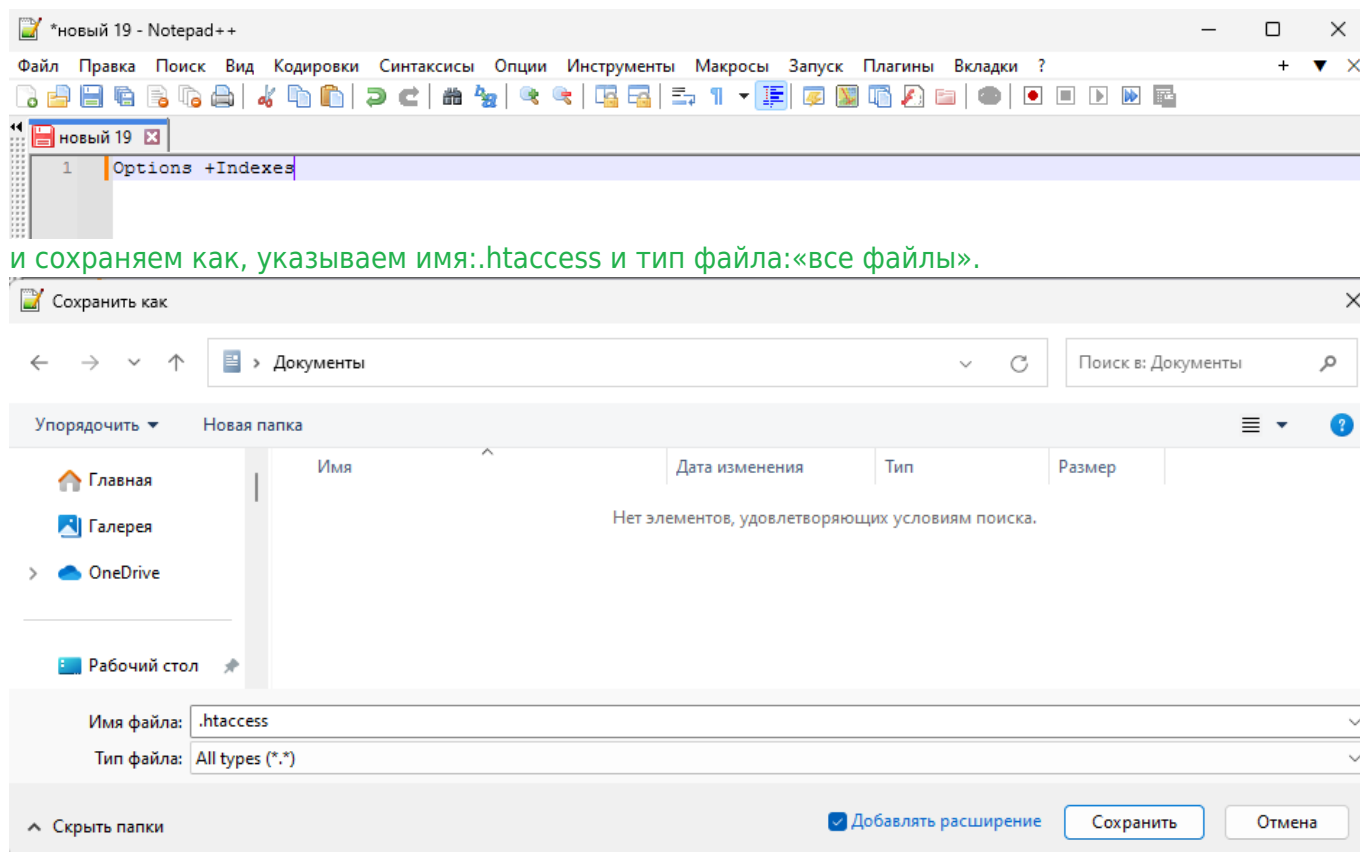 *новый 19 - Notepad++
Файл Правка Поиск Вид Кодировки Синтаксисы Опции Инструменты Макросы Запуск Плагины Вкладки ?
новый 19
1 Options +Indexes
и сохраняем как, указываем имя:.htaccess и тип файла:«все файлы».
Сохранить как
Документы
Поиск в: Документы
Упорядочить Новая папка
Имя Дата изменения Тип Размер
Главная
Нет элементов, удовлетворяющих условиям поиска.
Галерея
OneDrive
Рабочий стол
Имя файла: .htaccess
Тип файла: All types (*.*)
Скрыть папки Добавлять расширение Сохранить Отмена